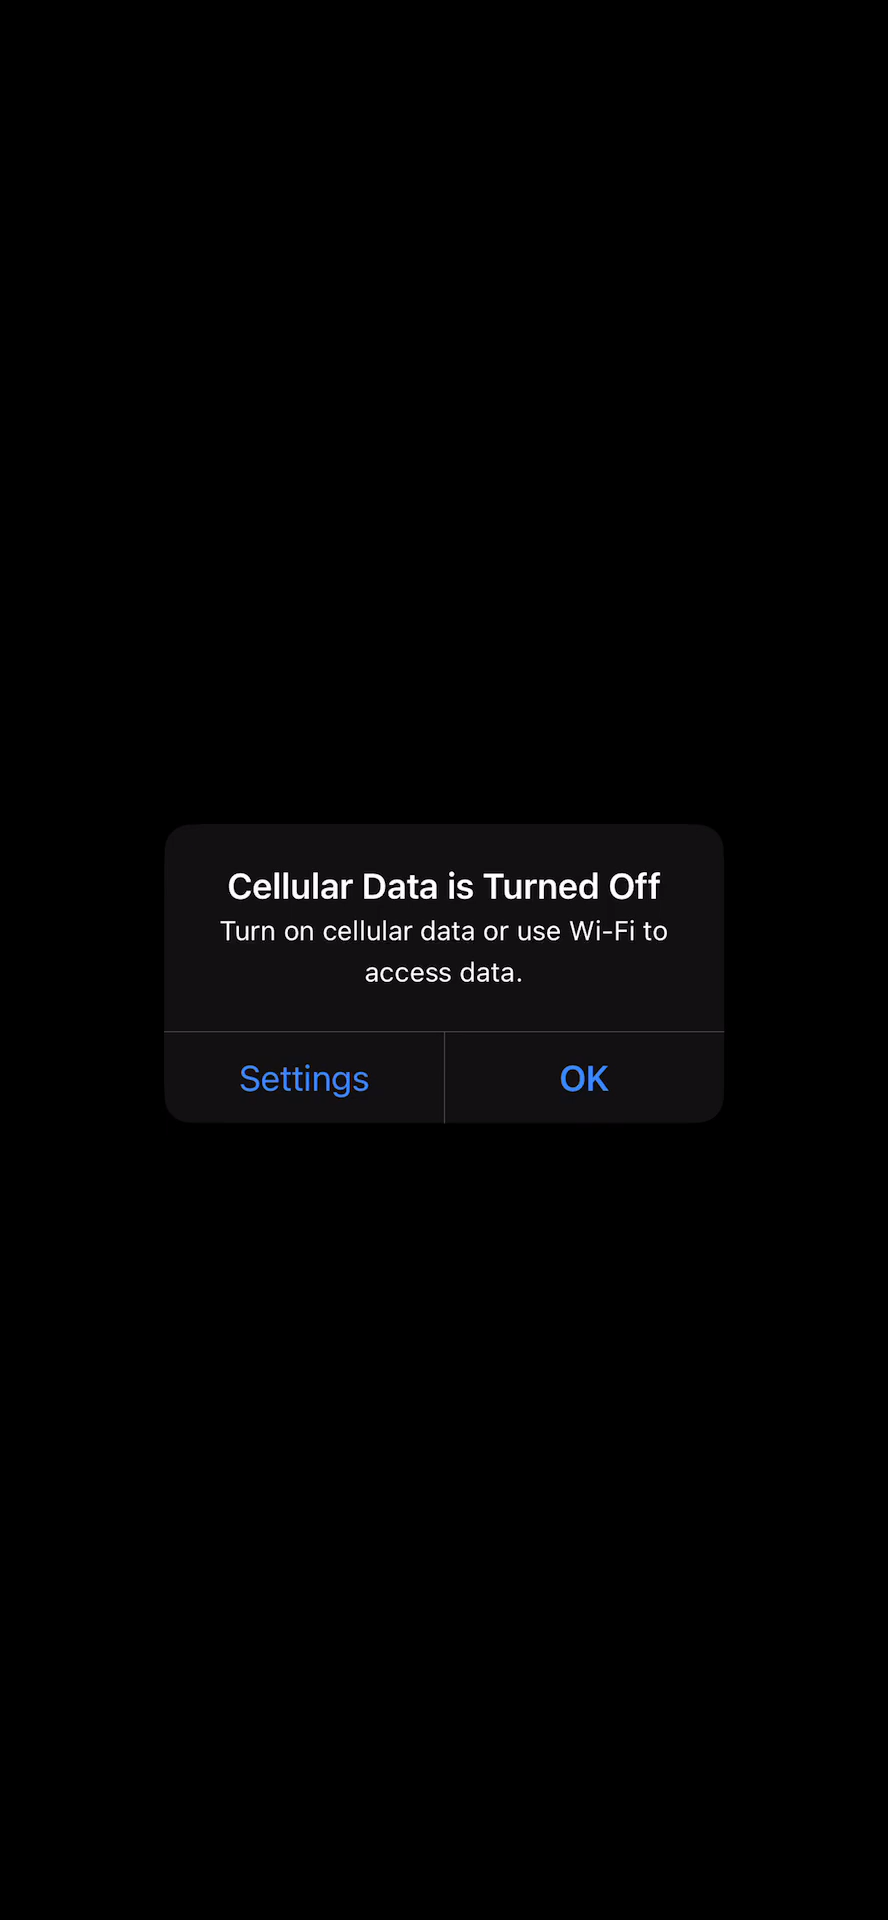 Cellular Data is Turned Off
Turn on cellular data or use Wi-Fi to
access data.
Settings
OK